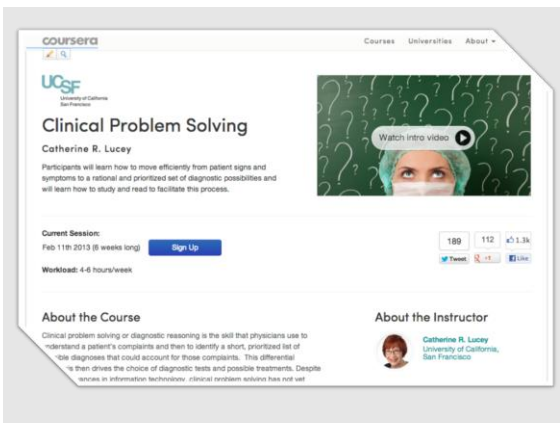 coursera
Courses Universities About
UCSF
University of California
San Francisco
Clinical Problem Solving
Catherine R. Lucey
Participants will learn how to move efficiently from patient signs and
symptoms to a rational and prioritized set of diagnostic possibilities and
will learn how to study and read to facilitate this process.
Watch intro video
Current Session:
Feb 11th 2013 (6 weeks long)
Sign Up
Workload: 4-6 hours/week
189 112 1.3k
Tweet +1 Like
About the Course
Clinical problem solving or diagnostic reasoning is the skill that physicians use to
understand a patient's complaints and then to identify a short, prioritized list of
diagnoses that could account for those complaints. This differential
then drives the choice of diagnostic tests and possible treatments. Despite
in information technology, clinical problem solving has not yet
About the Instructor
Catherine R. Lucey
University of California,
San Francisco